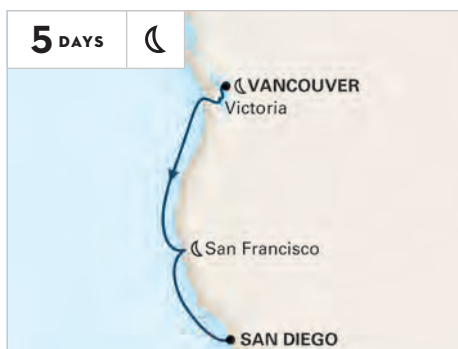 5 DAYS
VANCOUVER
Victoria
San Francisco
SAN DIEGO